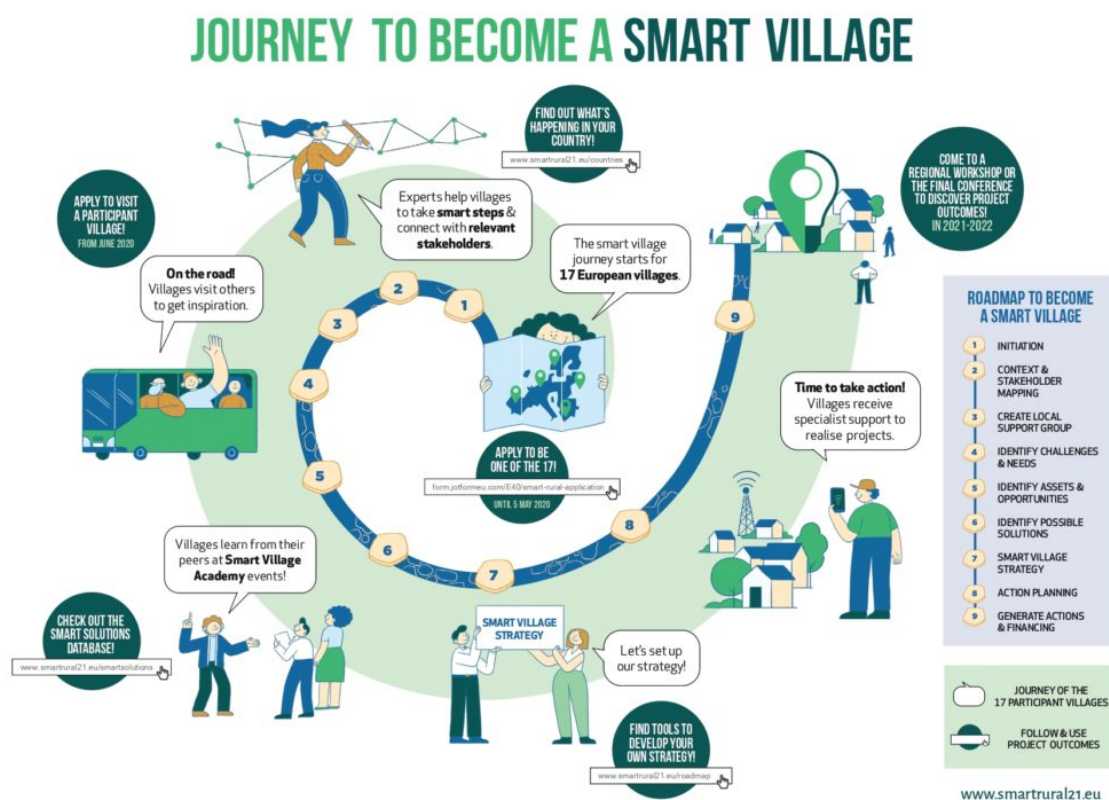 JOURNEY TO BECOME A SMART VILLAGE
FIND OUT WHAT'S
HAPPENING IN YOUR
COUNTRY!
www.smartrural21.eu/countries
COME TO A
REGIONAL WORKSHOP OR
THE FINAL CONFERENCE
TO DISCOVER PROJECT
OUTCOMES!
IN 2021-2022
APPLY TO VISIT
A PARTICIPANT
VILLAGE!
FROM JUNE 2020
Experts help villages
to take smart steps &
connect with relevant
stakeholders.
The smart village
journey starts for
17 European villages.
On the road!
Villages visit others
to get inspiration.
1
2
3
4
5
6
7
8
9
APPLY TO BE
ONE OF THE 17!
form.jotformeu.com/E40/smart-rural-application
UNTIL 5 MAY 2020
Time to take action!
Villages receive
specialist support to
realise projects.
Villages learn from their
peers at Smart Village
Academy events!
CHECK OUT THE
SMART SOLUTIONS
DATABASE!
www.smartrural21.eu/smartsolutions
SMART VILLAGE
STRATEGY
Let's set up
our strategy!
FIND TOOLS TO
DEVELOP YOUR
OWN STRATEGY!
www.smartrural21.eu/roadmap
ROADMAP TO BECOME
A SMART VILLAGE
1 INITIATION
2 CONTEXT &
STAKEHOLDER
MAPPING
3 CREATE LOCAL
SUPPORT GROUP
4 IDENTIFY CHALLENGES
& NEEDS
5 IDENTIFY ASSETS &
OPPORTUNITIES
6 IDENTIFY POSSIBLE
SOLUTIONS
7 SMART VILLAGE
STRATEGY
8 ACTION PLANNING
9 GENERATE ACTIONS
& FINANCING
JOURNEY OF THE
17 PARTICIPANT VILLAGES
FOLLOW & USE
PROJECT OUTCOMES
www.smartrural21.eu